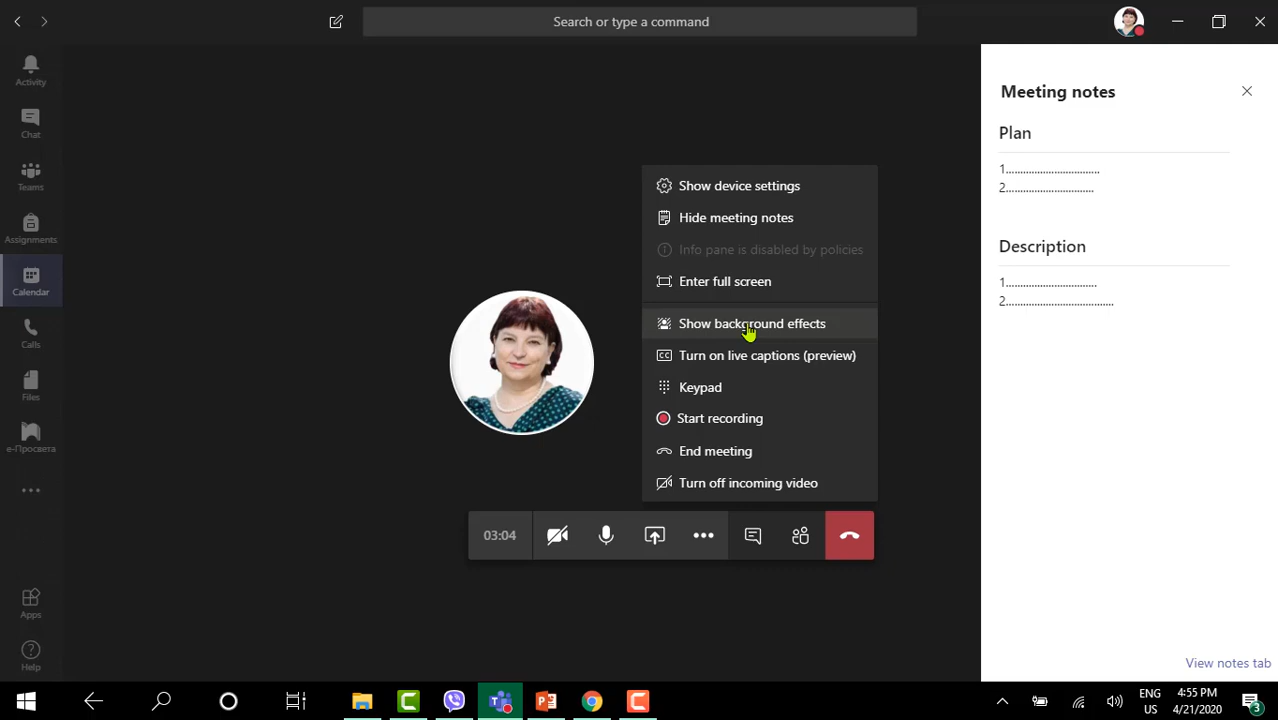 Search or type a command
Activity
Chat
Teams
Assignments
Calendar
Calls
Files
е-Просвета
Apps
Help
Show device settings
Hide meeting notes
Info pane is disabled by policies
Enter full screen
Show background effects
CC Turn on live captions (preview)
Keypad
Start recording
End meeting
Turn off incoming video
03:04
Meeting notes
Plan
1................................
2..............................
Description
1...............................
2.......................................
View notes tab
ENG
US
4:55 PM
4/21/2020
3